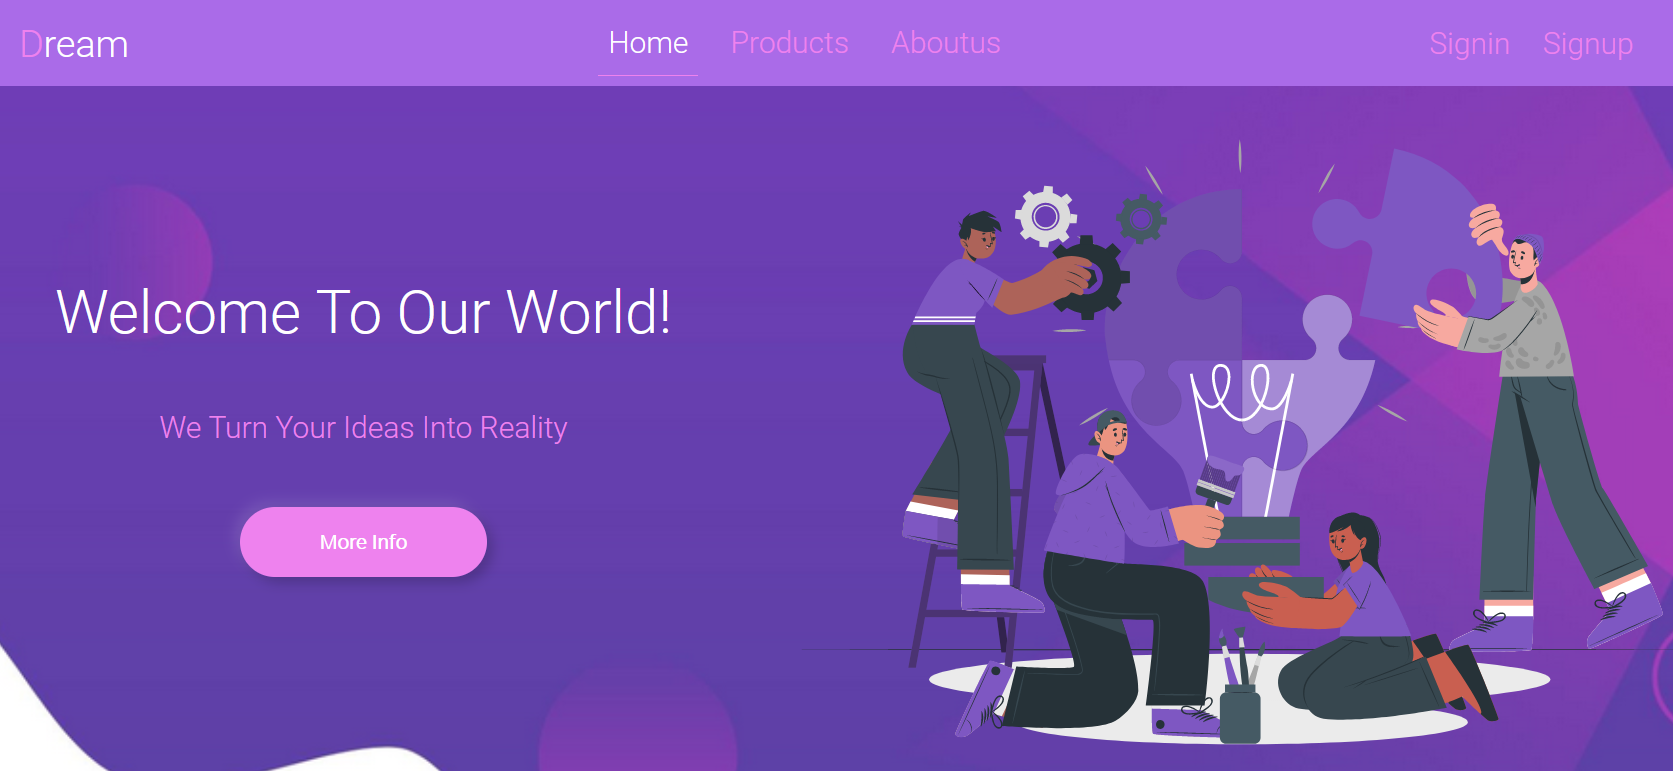 Dream
Home Products Aboutus
Signin Signup
Welcome To Our World!
We Turn Your Ideas Into Reality
More Info